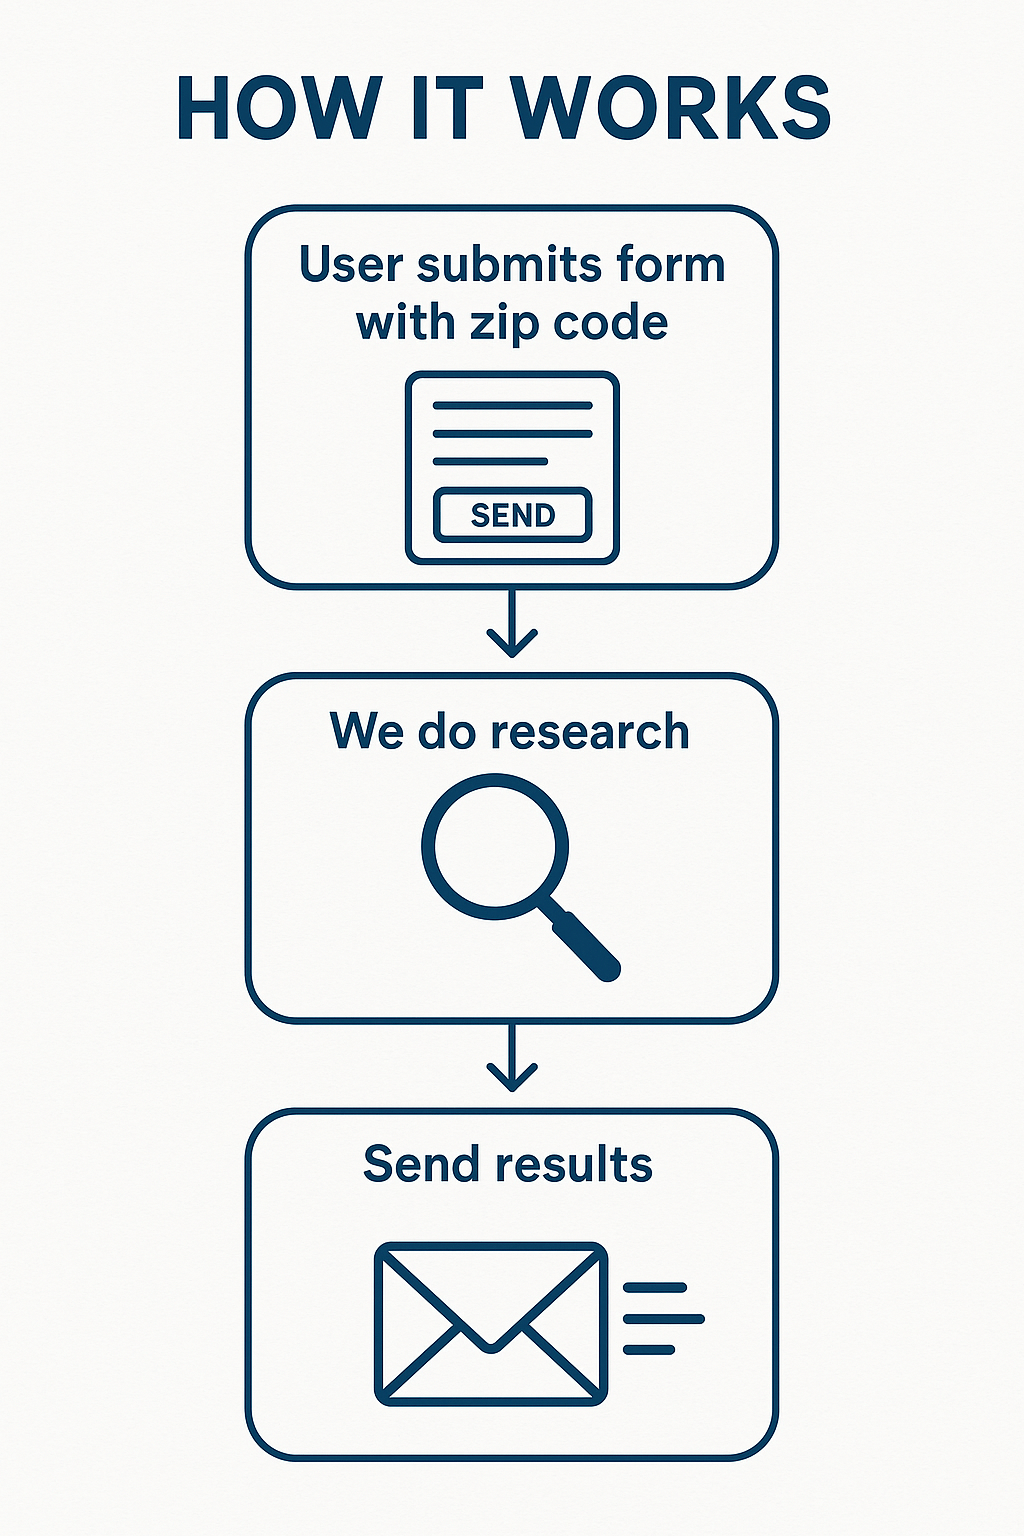 HOW IT WORKS
User submits form
with zip code
SEND
We do research
Send results